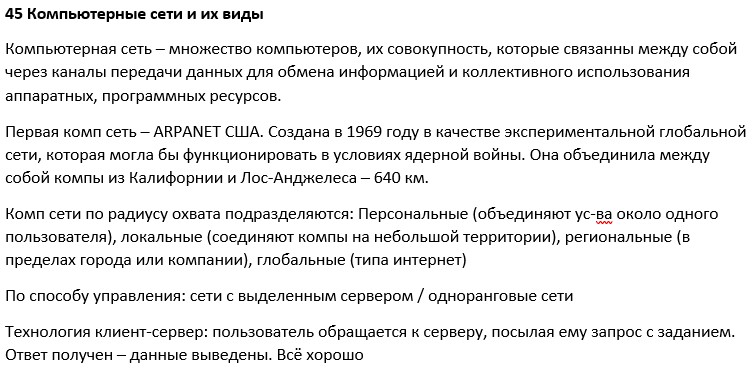 45 Компьютерные сети и их виды
Компьютерная сеть – множество компьютеров, их совокупность, которые связанны между собой
через каналы передачи данных для обмена информацией и коллективного использования
аппаратных, программных ресурсов.
Первая комп сеть – ARPANET США. Создана в 1969 году в качестве экспериментальной глобальной
сети, которая могла бы функционировать в условиях ядерной войны. Она объединила между
собой компы из Калифорнии и Лос-Анджелеса – 640 км.
Комп сети по радиусу охвата подразделяются: Персональные (объединяют ус-ва около одного
пользователя), локальные (соединяют компы на небольшой территории), региональные (в
пределах города или компании), глобальные (типа интернет)
По способу управления: сети с выделенным сервером / одноранговые сети
Технология клиент-сервер: пользователь обращается к серверу, посылая ему запрос с заданием.
Ответ получен – данные выведены. Всё хорошо